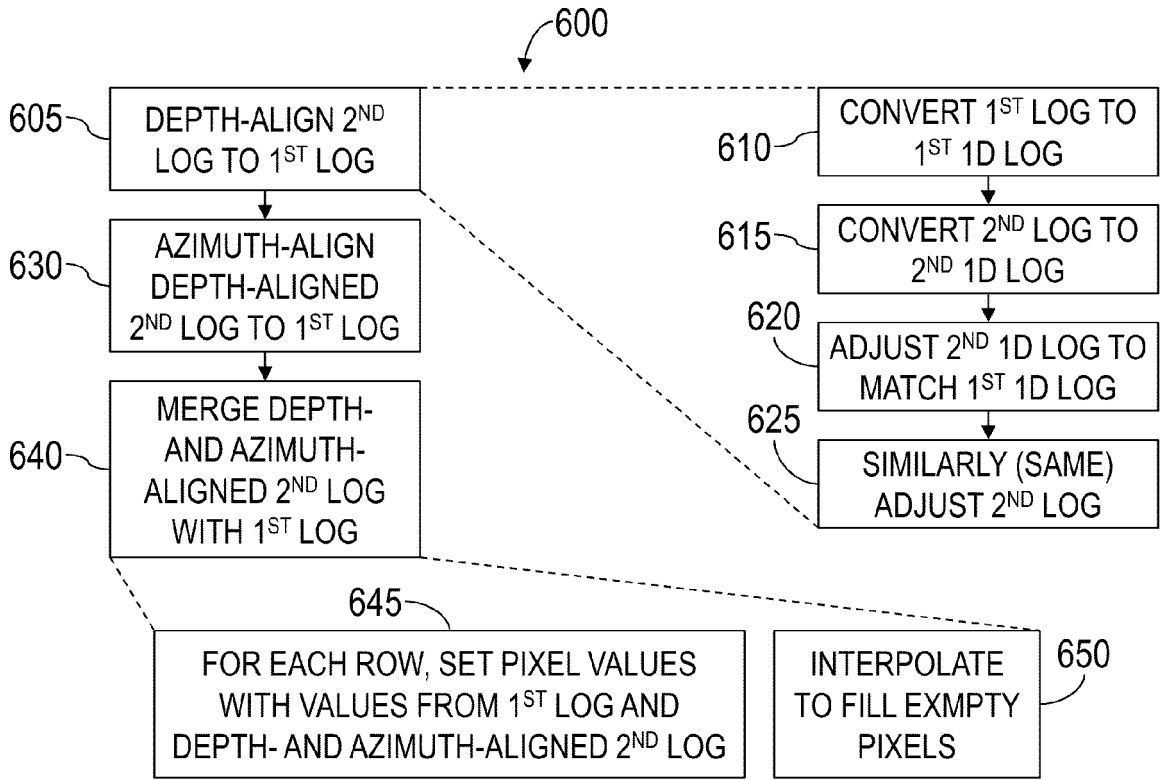 600
605
DEPTH-ALIGN 2ND
LOG TO 1ST LOG
630
AZIMUTH-ALIGN
DEPTH-ALIGNED
2ND LOG TO 1ST LOG
640
MERGE DEPTH-
AND AZIMUTH-
ALIGNED 2ND LOG
WITH 1ST LOG
610
CONVERT 1ST LOG TO
1ST 1D LOG
615
CONVERT 2ND LOG TO
2ND 1D LOG
620
ADJUST 2ND 1D LOG TO
MATCH 1ST 1D LOG
625
SIMILARLY (SAME)
ADJUST 2ND LOG
645
FOR EACH ROW, SET PIXEL VALUES
WITH VALUES FROM 1ST LOG AND
DEPTH- AND AZIMUTH-ALIGNED 2ND LOG
650
INTERPOLATE
TO FILL EXMPTY
PIXELS